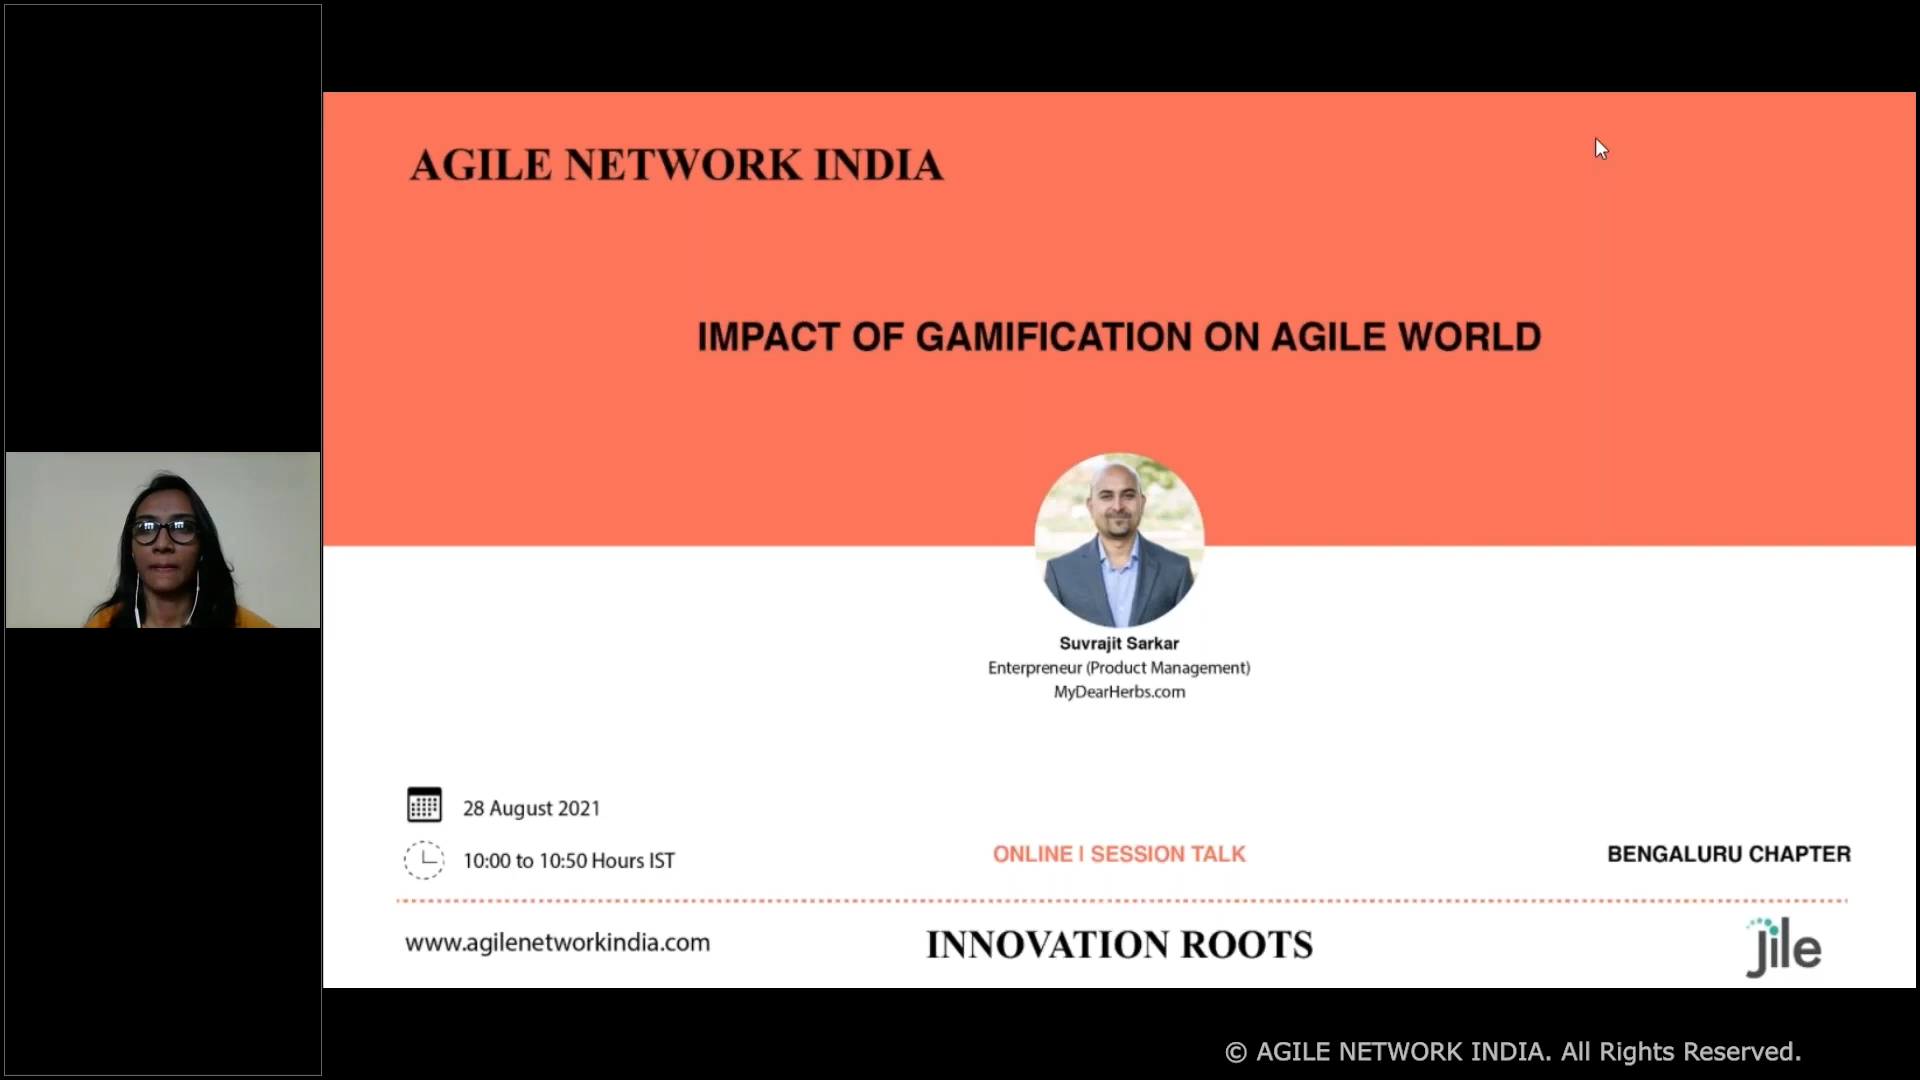 AGILE NETWORK INDIA
IMPACT OF GAMIFICATION ON AGILE WORLD
Suvrajit Sarkar
Enterpreneur (Product Management)
MyDearHerbs.com
28 August 2021
10:00 to 10:50 Hours IST
ONLINE | SESSION TALK
BENGALURU CHAPTER
www.agilenetworkindia.com
INNOVATION ROOTS
jile
© AGILE NETWORK INDIA. All Rights Reserved.